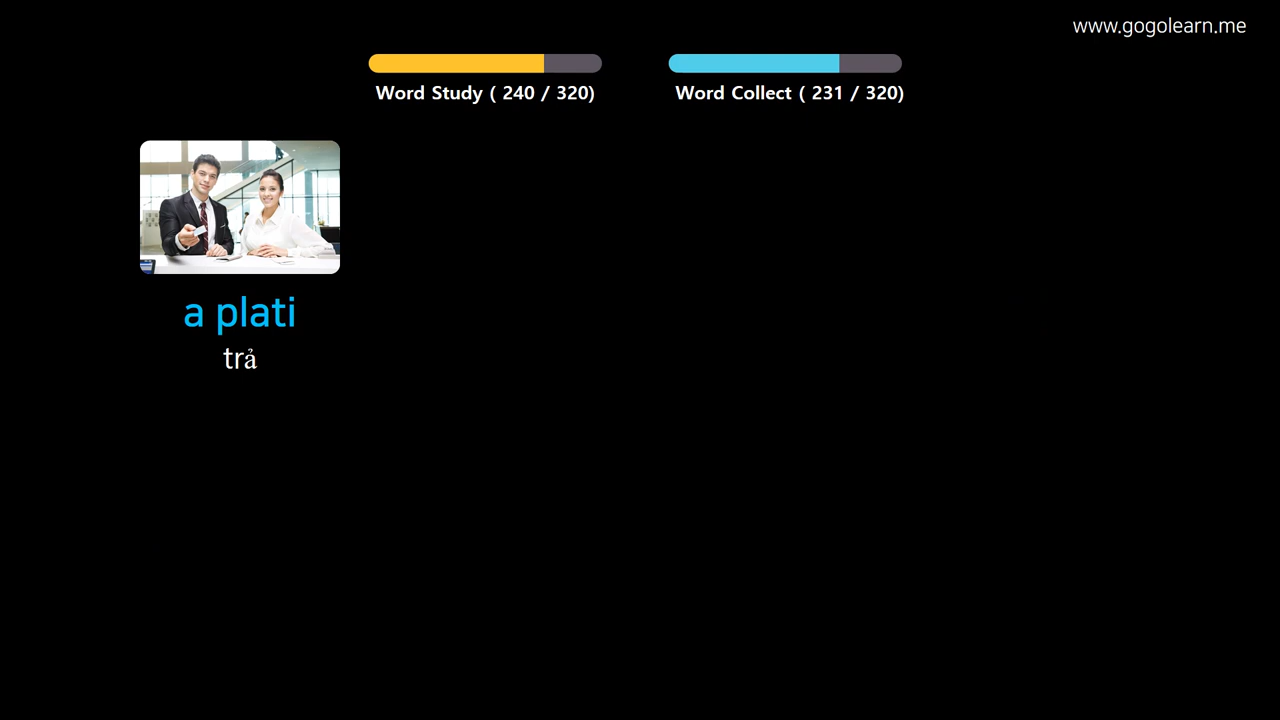 www.gogolearn.me
Word Study ( 240 / 320)
Word Collect ( 231 / 320)
a plati
trả